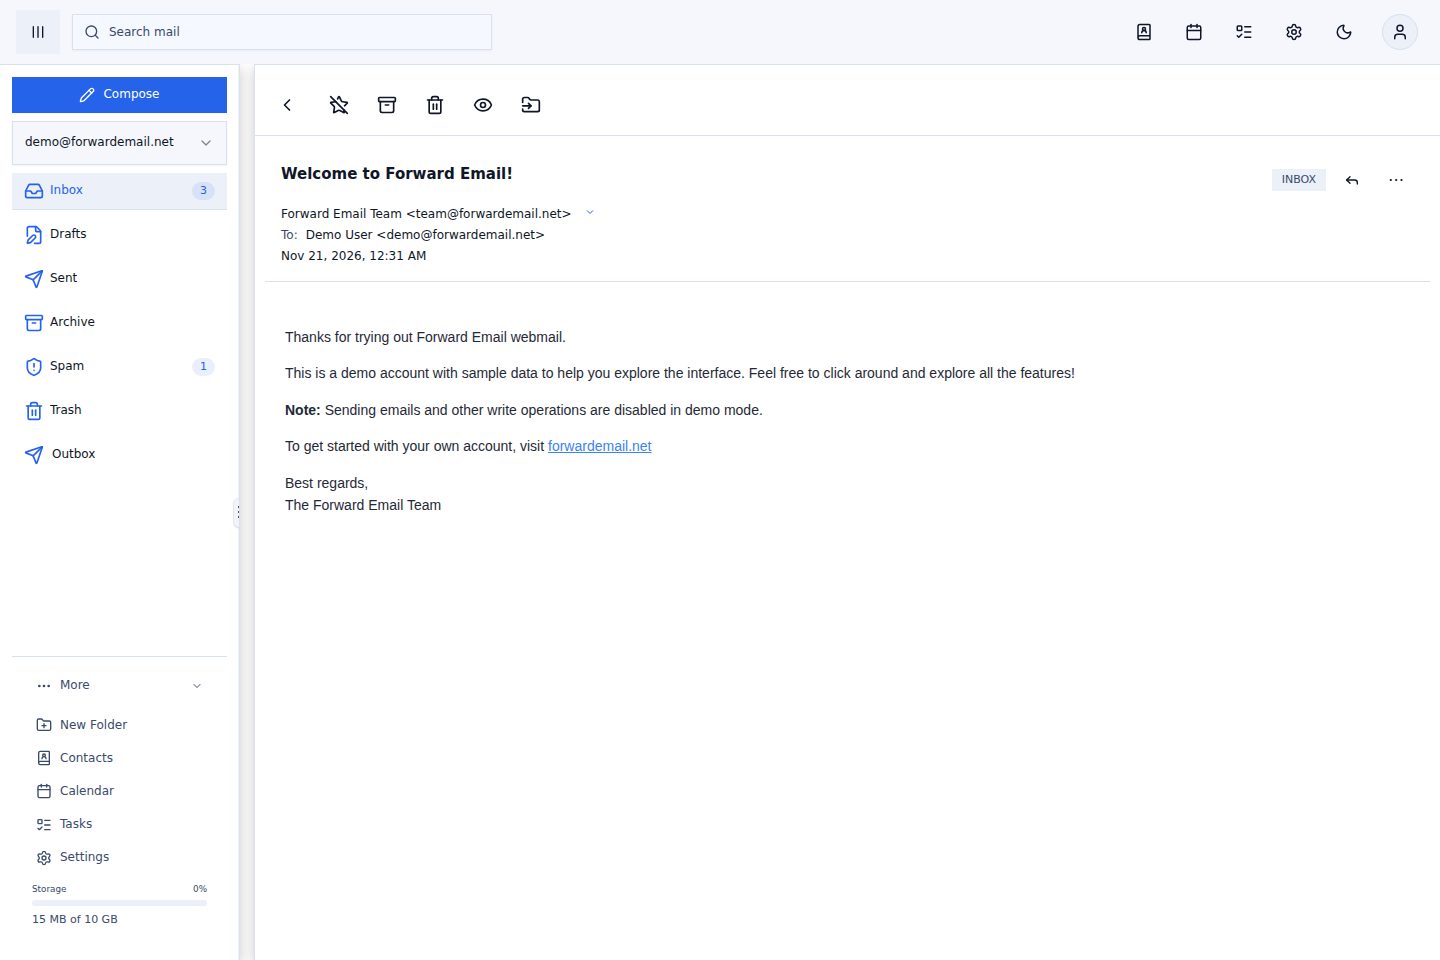 Search mail
Compose
demo@forwardemail.net
Inbox 3
Drafts
Sent
Archive
Spam 1
Trash
Outbox
More
New Folder
Contacts
Calendar
Tasks
Settings
Storage 0%
15 MB of 10 GB
Welcome to Forward Email!
INBOX
Forward Email Team <team@forwardemail.net>
To: Demo User <demo@forwardemail.net>
Nov 21, 2026, 12:31 AM
Thanks for trying out Forward Email webmail.
This is a demo account with sample data to help you explore the interface. Feel free to click around and explore all the features!
Note: Sending emails and other write operations are disabled in demo mode.
To get started with your own account, visit forwardemail.net
Best regards,
The Forward Email Team